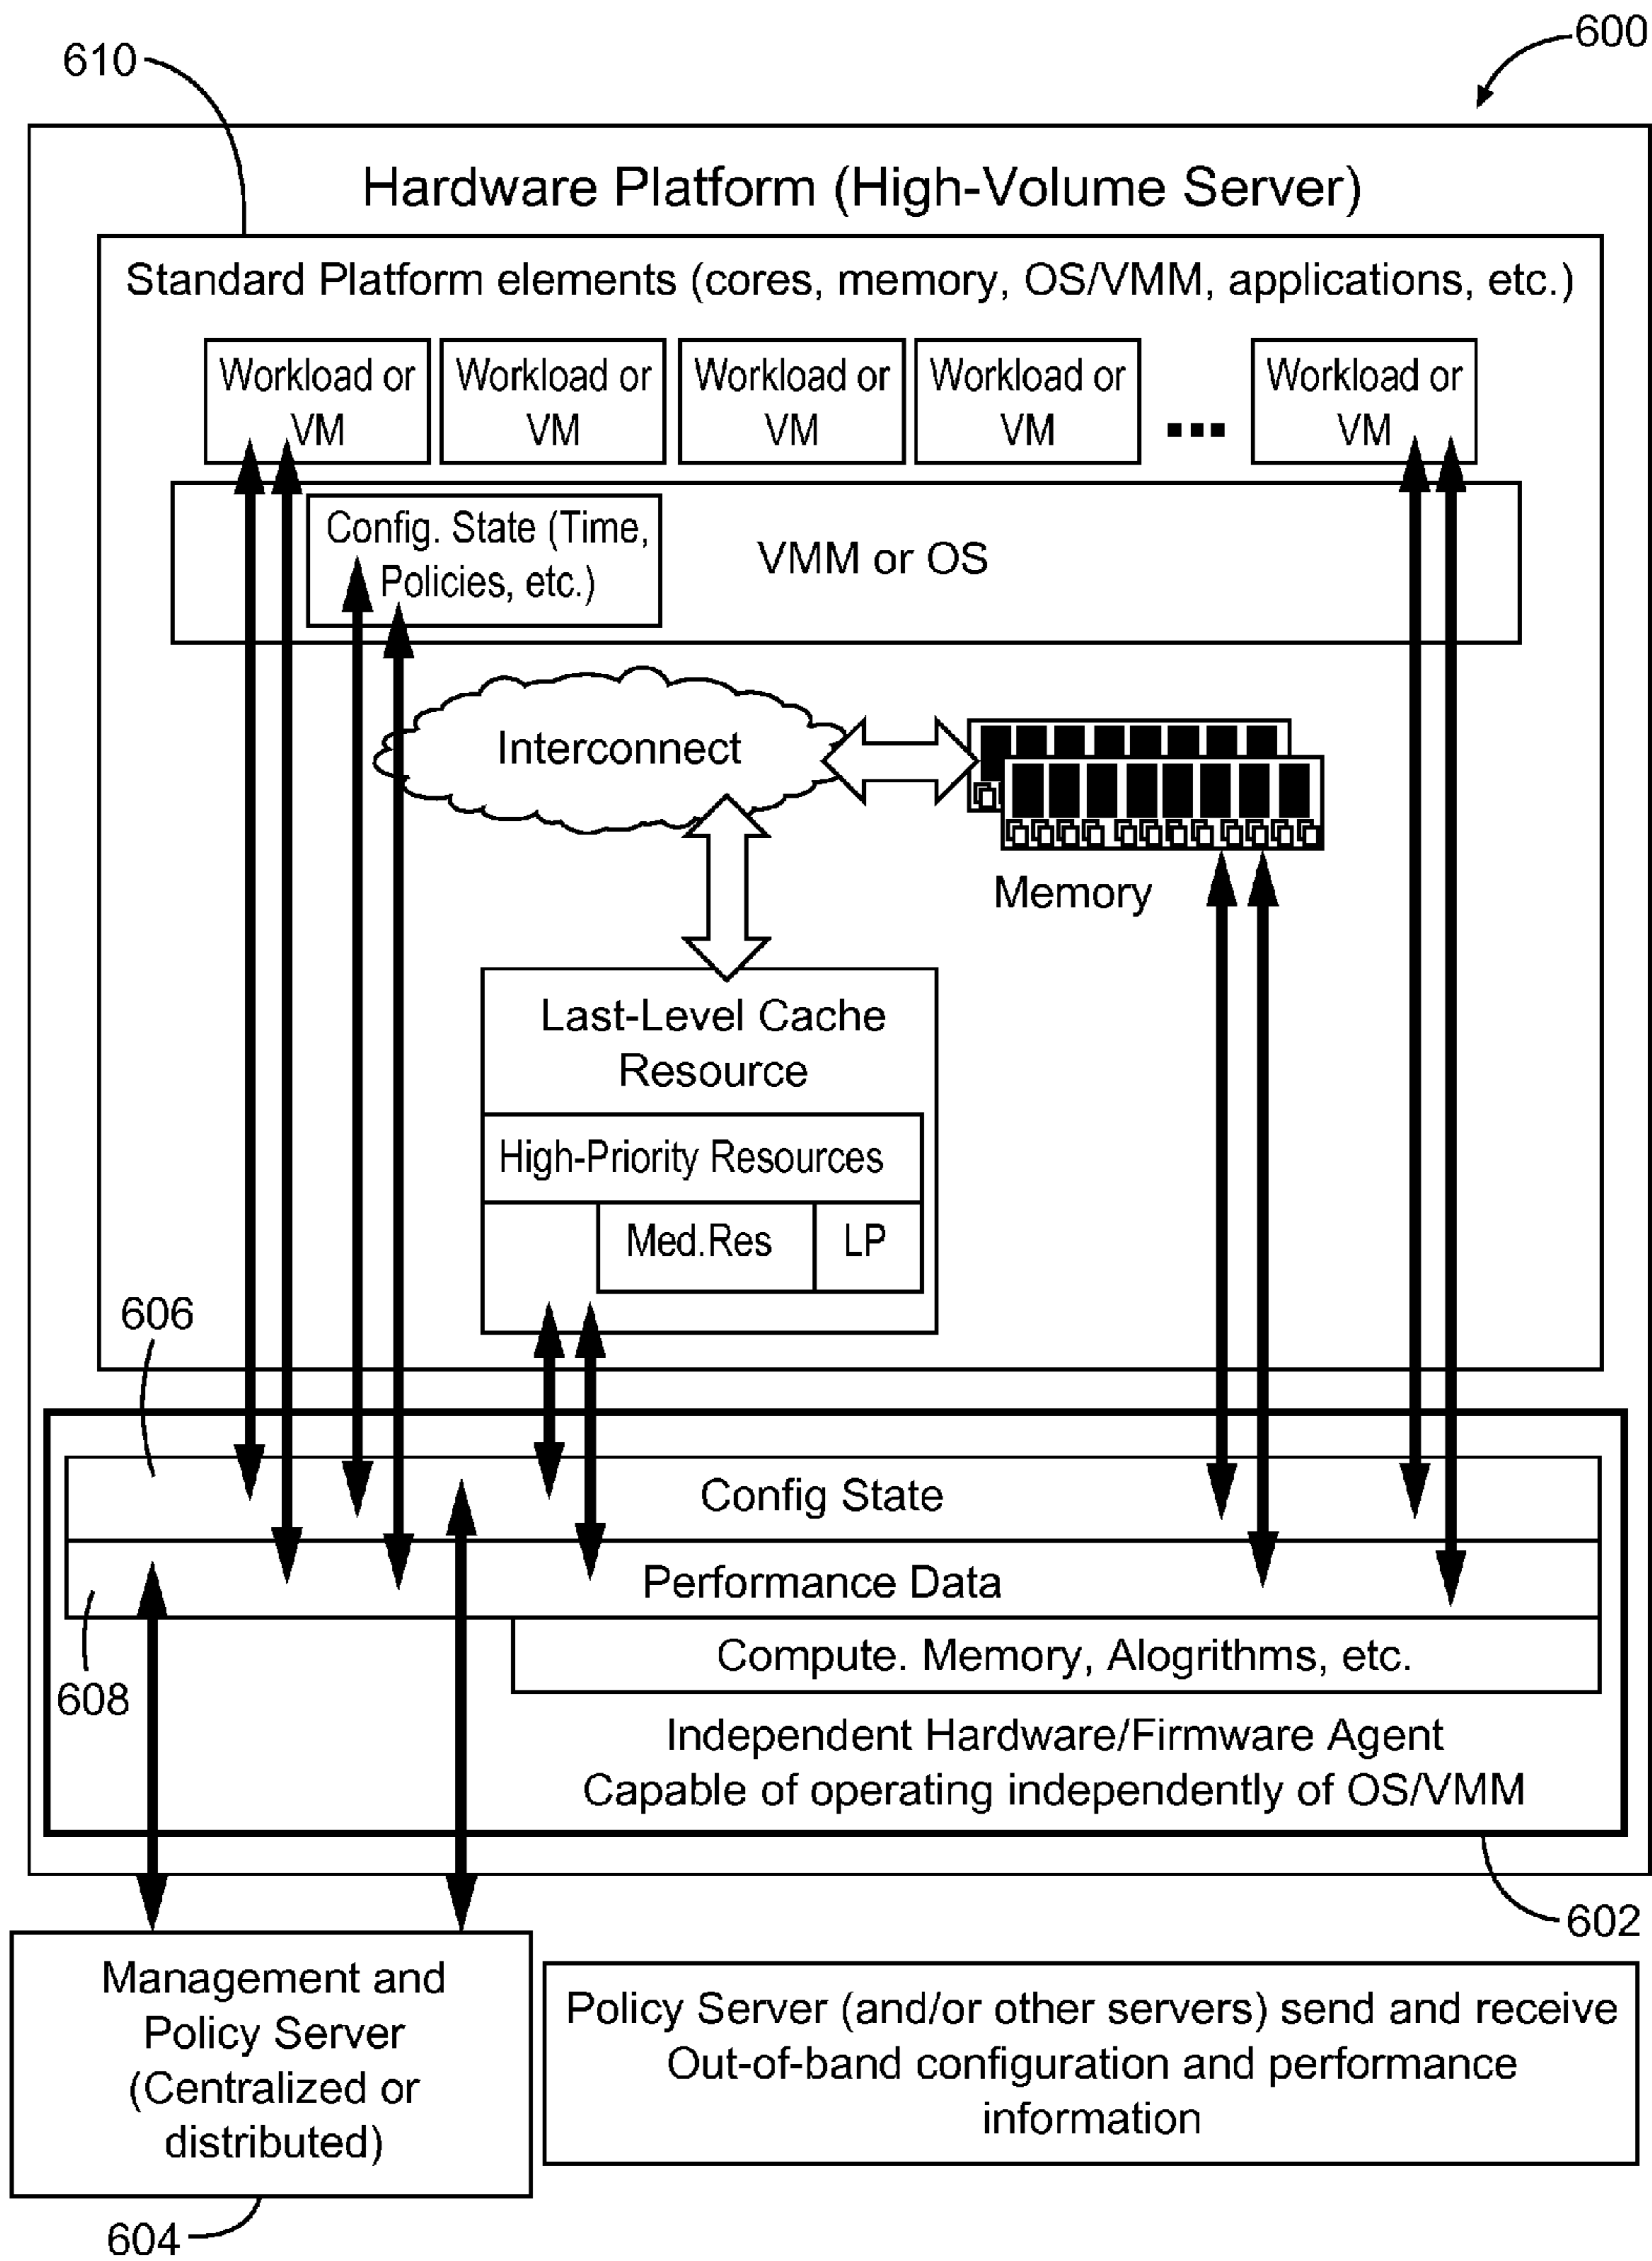 600
610
Hardware Platform (High-Volume Server)
Standard Platform elements (cores, memory, OS/VMM, applications, etc.)
Workload or
VM
Workload or
VM
Workload or
VM
Workload or
VM
...
Workload or
VM
Config. State (Time,
Policies, etc.)
VMM or OS
Interconnect
Memory
Last-Level Cache
Resource
High-Priority Resources
Med.Res
LP
606
Config State
Performance Data
608
Compute. Memory, Alogrithms, etc.
Independent Hardware/Firmware Agent
Capable of operating independently of OS/VMM
602
Management and
Policy Server
(Centralized or
distributed)
Policy Server (and/or other servers) send and receive
Out-of-band configuration and performance
information
604